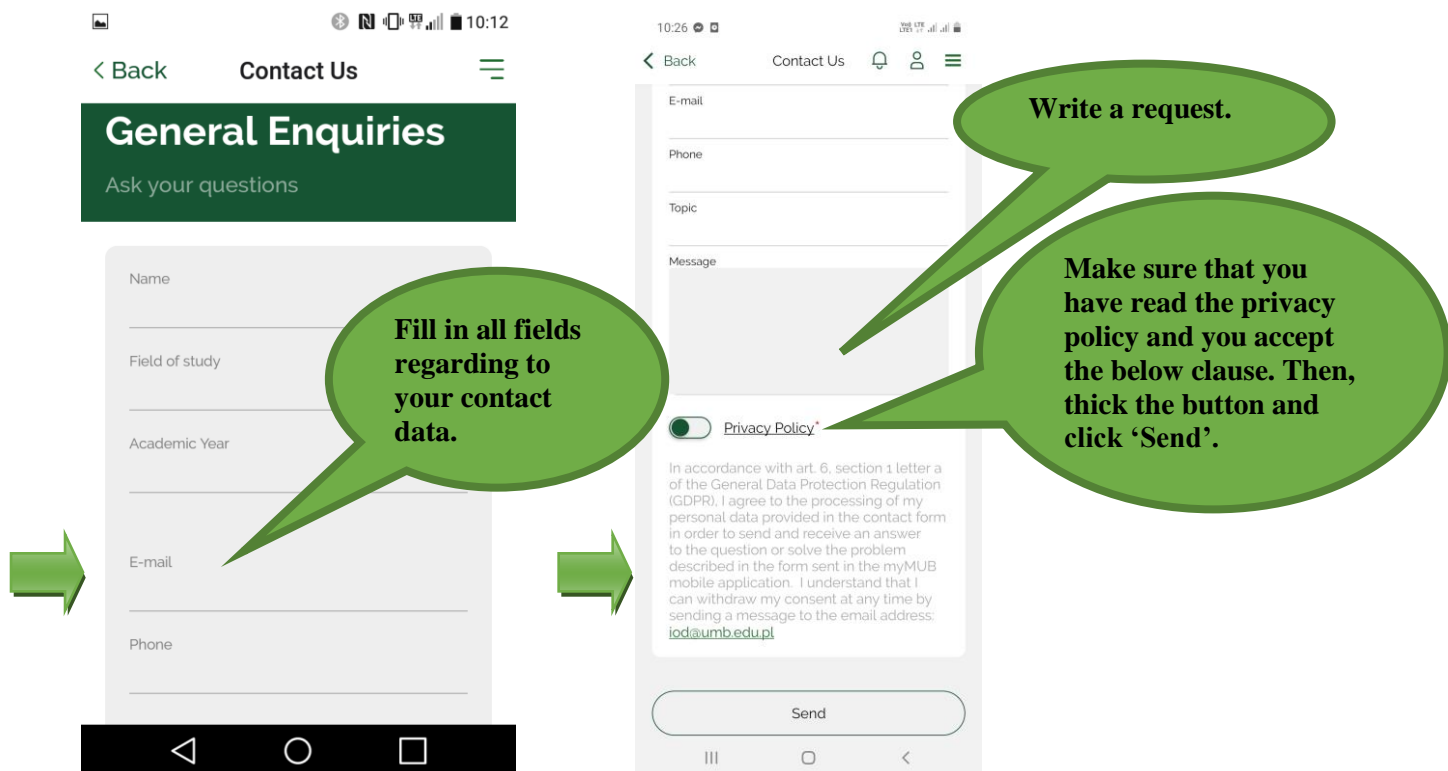 10:12
< Back Contact Us
General Enquiries
Ask your questions
Name
Field of study
Academic Year
E-mail
Phone
Fill in all fields
regarding to
your contact
data.
10:26
Back Contact Us
E-mail
Phone
Topic
Message
Privacy Policy*
In accordance with art. 6, section 1 letter a
of the General Data Protection Regulation
(GDPR), I agree to the processing of my
personal data provided in the contact form
in order to send and receive an answer
to the question or solve the problem
described in the form sent in the myMUB
mobile application. I understand that I
can withdraw my consent at any time by
sending a message to the email address:
iod@umb.edu.pl
Send
Write a request.
Make sure that you
have read the privacy
policy and you accept
the below clause. Then,
thick the button and
click ‘Send’.